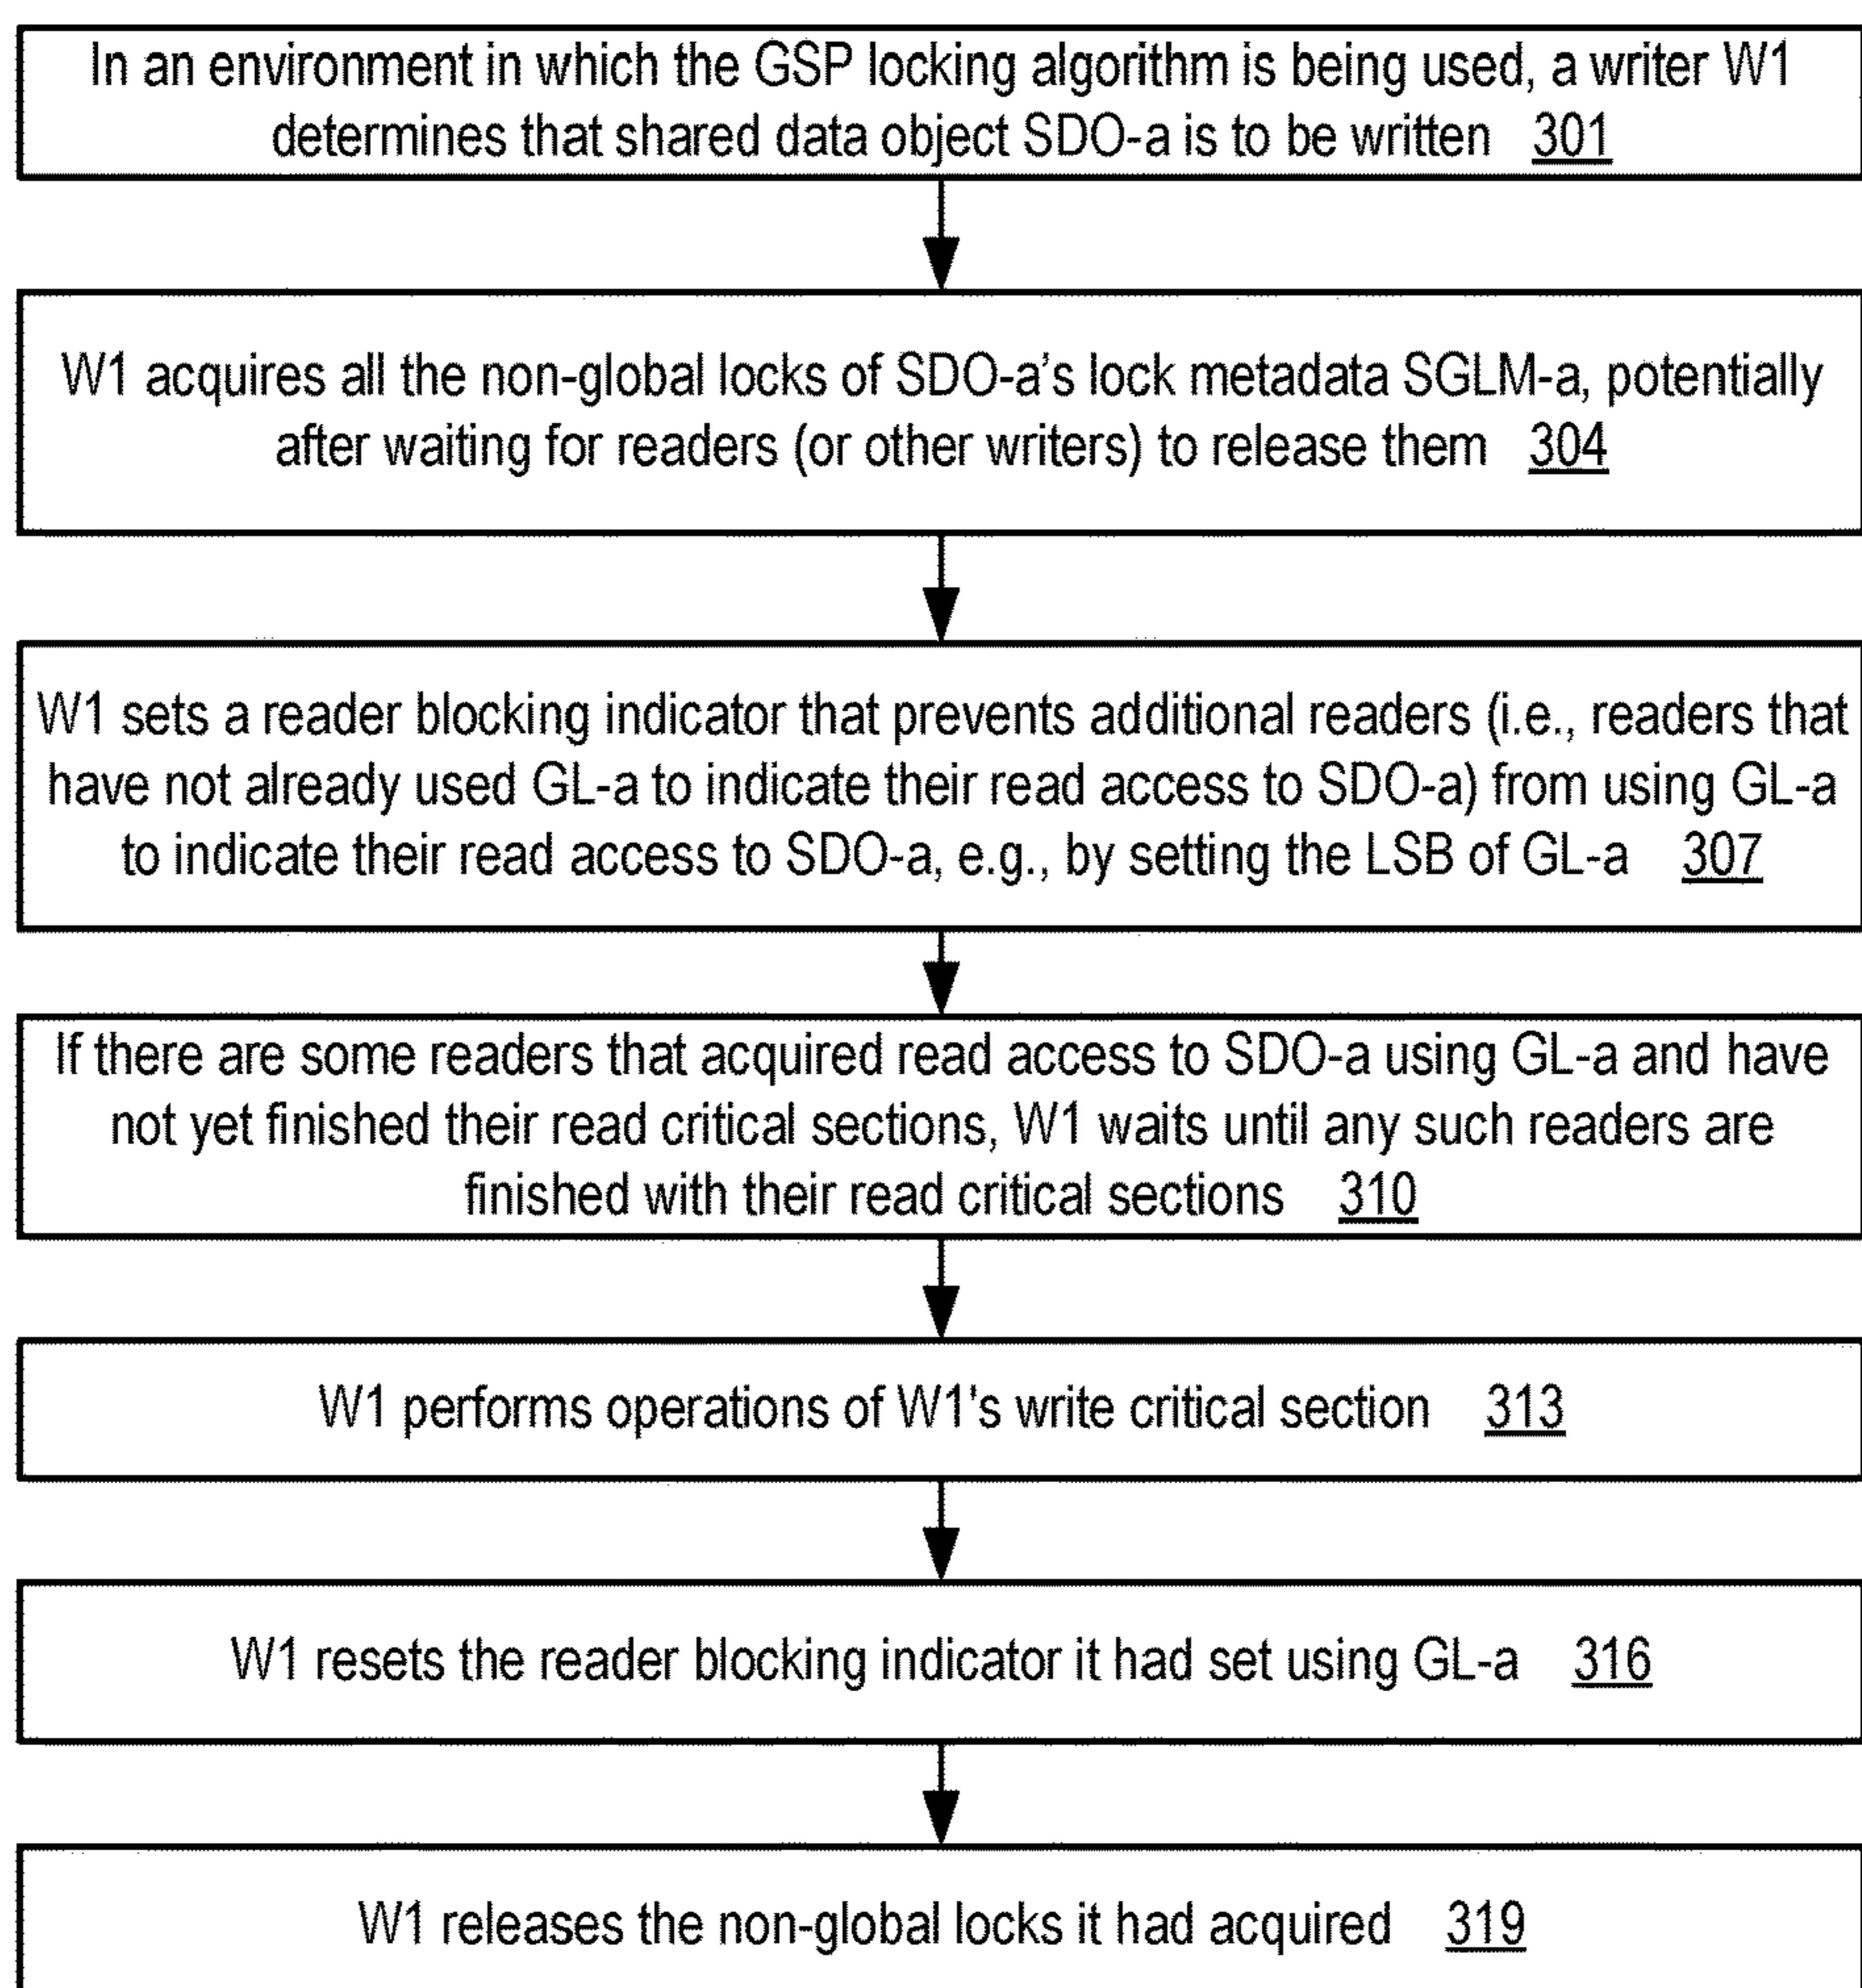 In an environment in which the GSP locking algorithm is being used, a writer W1
determines that shared data object SDO-a is to be written 301
W1 acquires all the non-global locks of SDO-a’s lock metadata SGLM-a, potentially
after waiting for readers (or other writers) to release them 304
W1 sets a reader blocking indicator that prevents additional readers (i.e., readers that
have not already used GL-a to indicate their read access to SDO-a) from using GL-a
to indicate their read access to SDO-a, e.g., by setting the LSB of GL-a 307
If there are some readers that acquired read access to SDO-a using GL-a and have
not yet finished their read critical sections, W1 waits until any such readers are
finished with their read critical sections 310
W1 performs operations of W1's write critical section 313
W1 resets the reader blocking indicator it had set using GL-a 316
W1 releases the non-global locks it had acquired 319